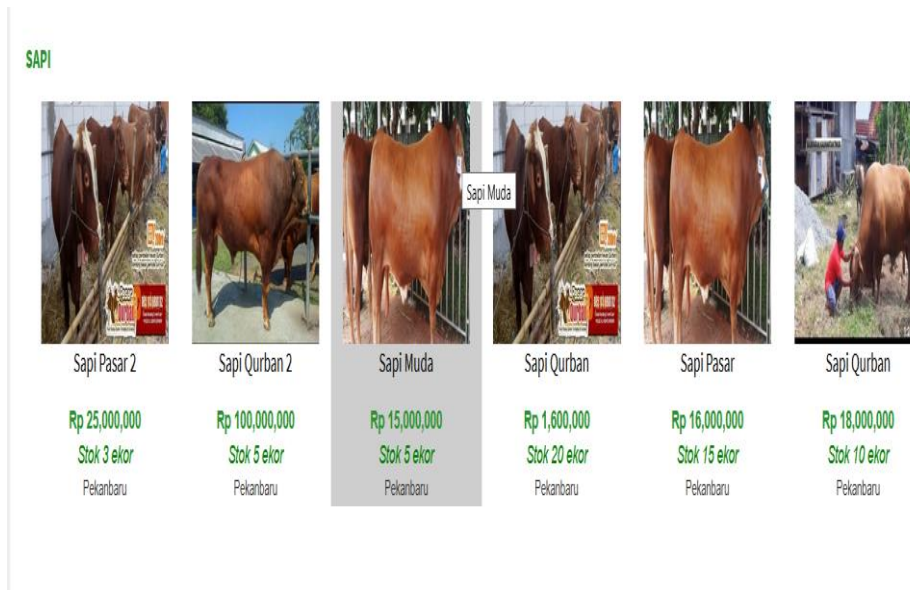 SAPI
Sapi Muda
Sapi Pasar 2
Rp 25,000,000
Stok 3 ekor
Pekanbaru
Sapi Qurban 2
Rp 100,000,000
Stok 5 ekor
Pekanbaru
Sapi Muda
Rp 15,000,000
Stok 5 ekor
Pekanbaru
Sapi Qurban
Rp 1,600,000
Stok 20 ekor
Pekanbaru
Sapi Pasar
Rp 16,000,000
Stok 15 ekor
Pekanbaru
Sapi Qurban
Rp 18,000,000
Stok 10 ekor
Pekanbaru